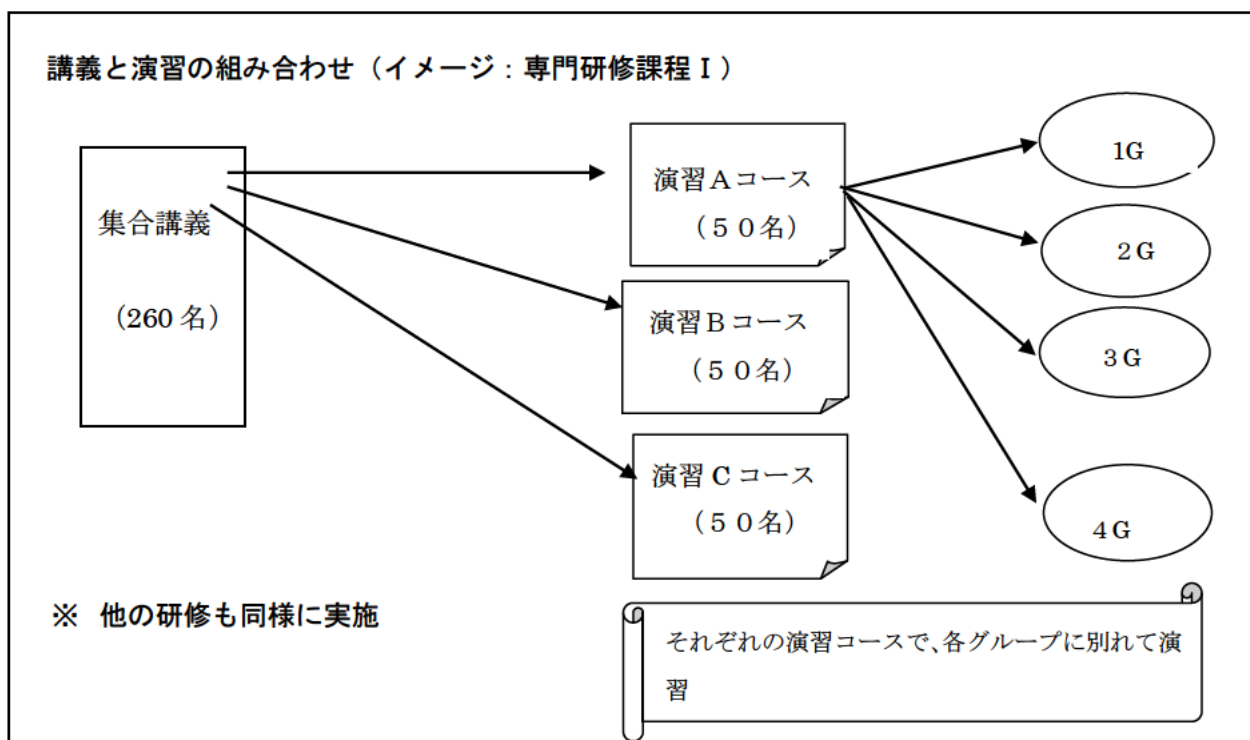 講義と演習の組み合わせ（イメージ：専門研修課程Ⅰ）
集合講義
（260 名）
演習Ａコース
（５０名）
演習Ｂコース
（５０名）
演習 C コース
（５０名）
1G
２G
３G
４G
※ 他の研修も同様に実施
それぞれの演習コースで、各グループに別れて演
習